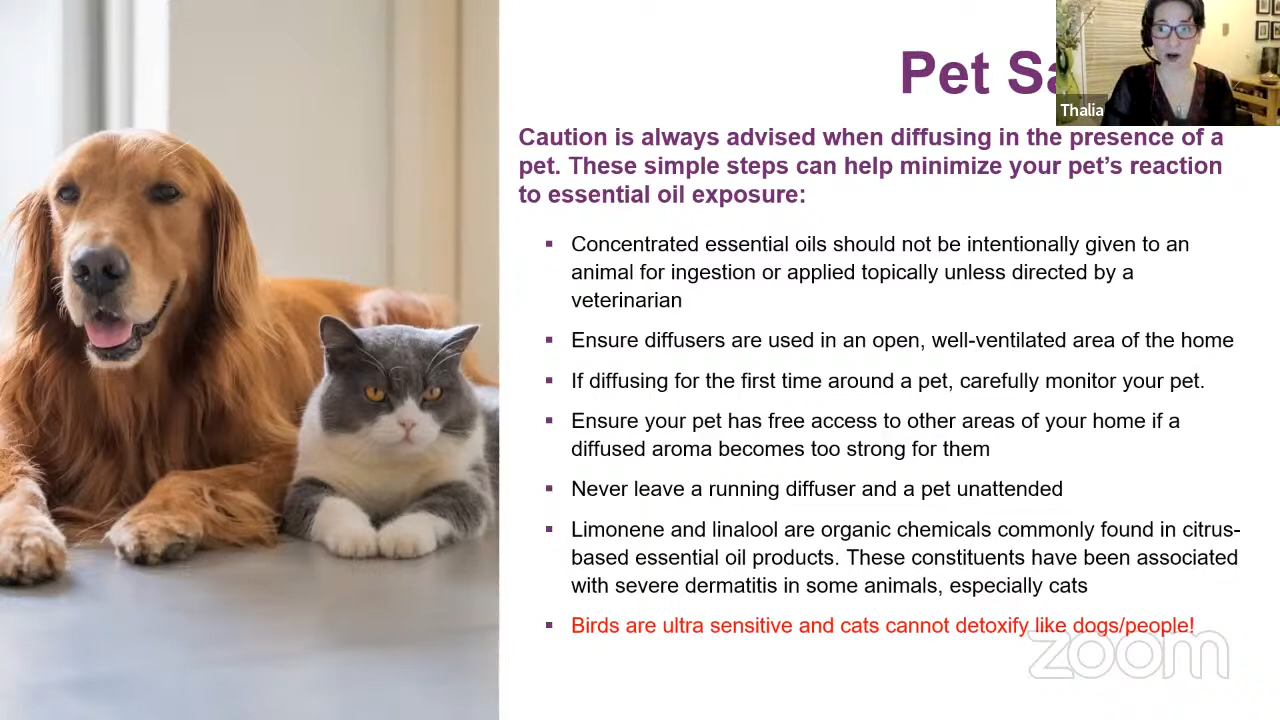 Pet Sa
Thalia
Caution is always advised when diffusing in the presence of a
pet. These simple steps can help minimize your pet’s reaction
to essential oil exposure:
▪ Concentrated essential oils should not be intentionally given to an
animal for ingestion or applied topically unless directed by a
veterinarian
▪ Ensure diffusers are used in an open, well-ventilated area of the home
▪ If diffusing for the first time around a pet, carefully monitor your pet.
▪ Ensure your pet has free access to other areas of your home if a
diffused aroma becomes too strong for them
▪ Never leave a running diffuser and a pet unattended
▪ Limonene and linalool are organic chemicals commonly found in citrus-
based essential oil products. These constituents have been associated
with severe dermatitis in some animals, especially cats
▪ Birds are ultra sensitive and cats cannot detoxify like dogs/people!
zoom